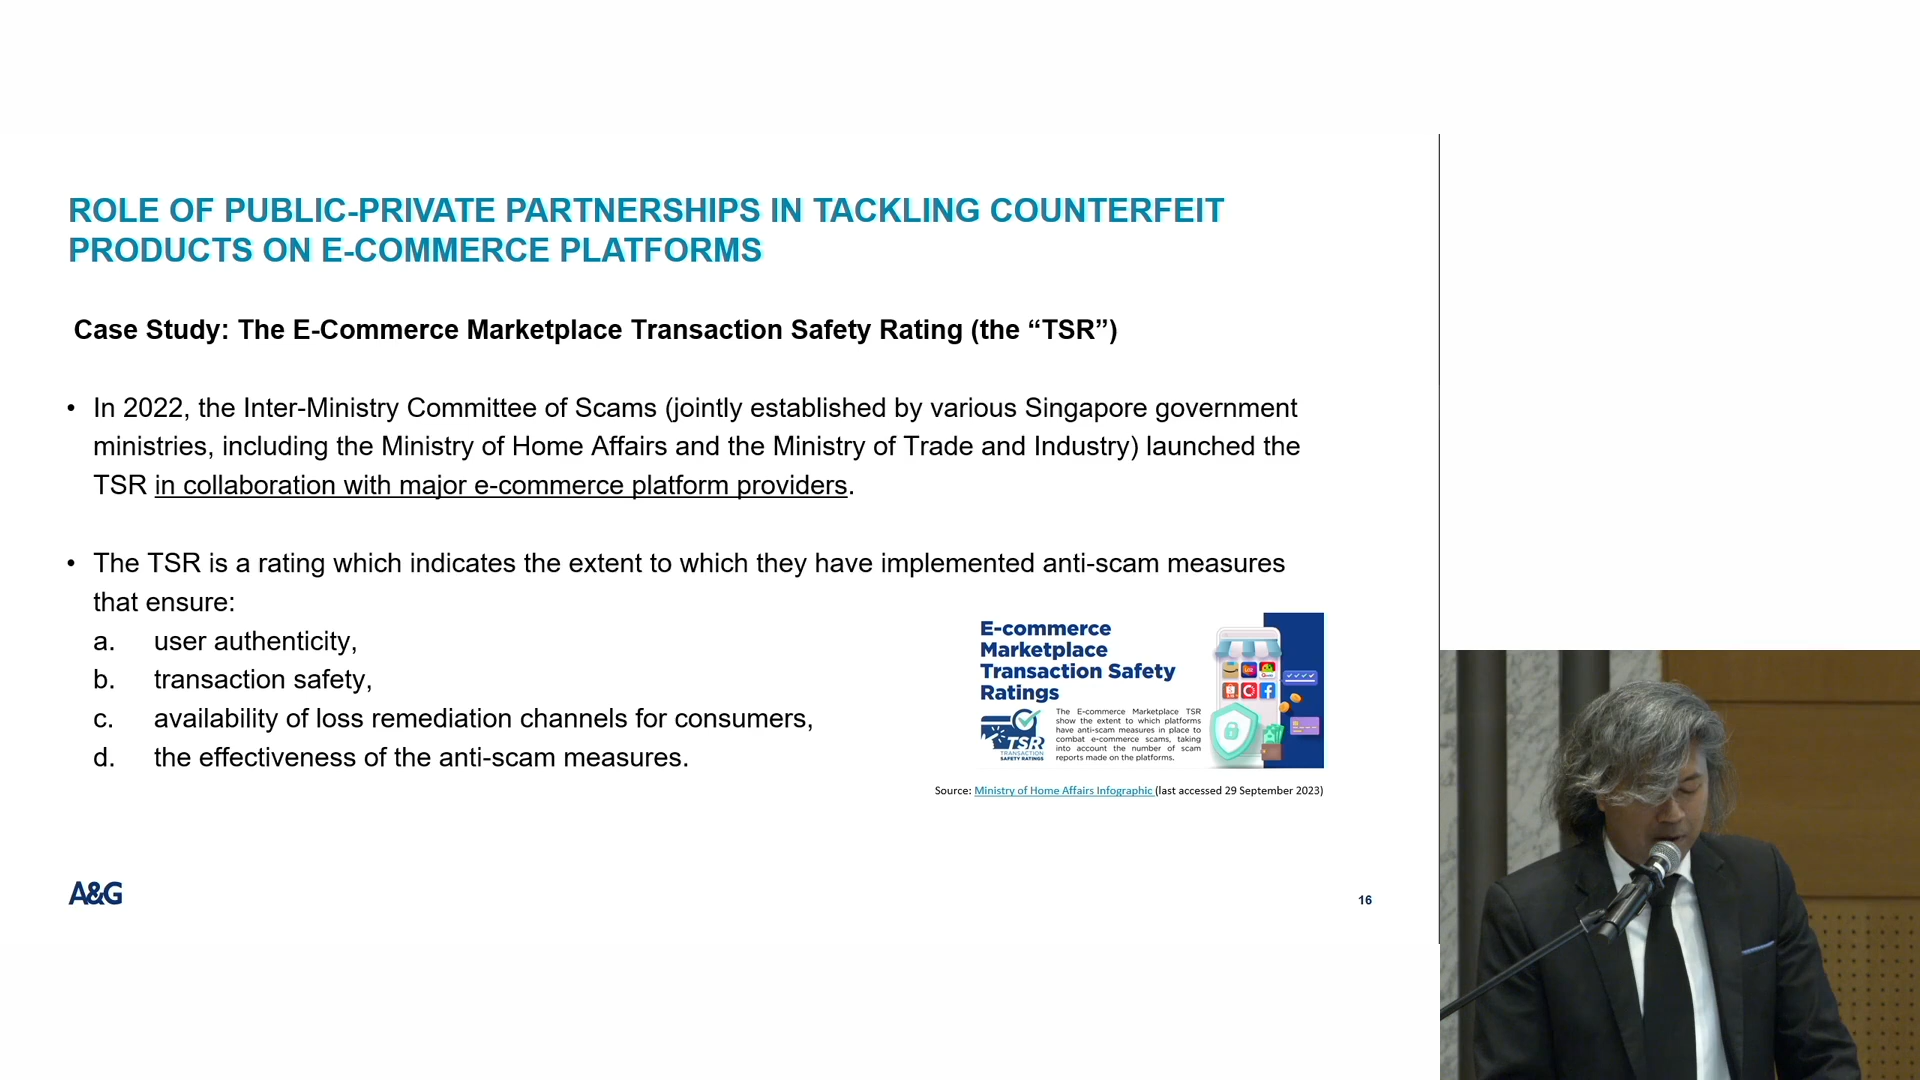 ROLE OF PUBLIC-PRIVATE PARTNERSHIPS IN TACKLING COUNTERFEIT
PRODUCTS ON E-COMMERCE PLATFORMS
Case Study: The E-Commerce Marketplace Transaction Safety Rating (the “TSR”)
• In 2022, the Inter-Ministry Committee of Scams (jointly established by various Singapore government
ministries, including the Ministry of Home Affairs and the Ministry of Trade and Industry) launched the
TSR in collaboration with major e-commerce platform providers.
• The TSR is a rating which indicates the extent to which they have implemented anti-scam measures
that ensure:
a. user authenticity,
b. transaction safety,
c. availability of loss remediation channels for consumers,
d. the effectiveness of the anti-scam measures.
E-commerce
Marketplace
Transaction Safety
Ratings
TSR
TRANSACTION
SAFETY RATINGS
The E-Commerce Marketplace TSR
show the extent to which platforms
have anti-scam measures in place to
combat e-commerce scams, taking
into account the number of scam
reports made on the platforms.
Source: Ministry of Home Affairs Infographic (last accessed 29 September 2023)
A&G
16